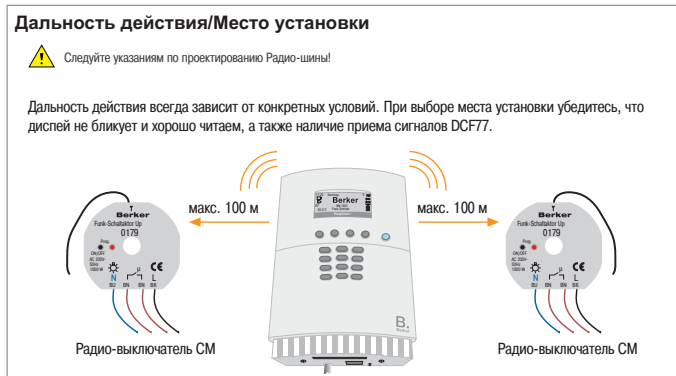 Дальность действия/Место установки
Следуйте указаниям по проектированию Радио-шины!
Дальность действия всегда зависит от конкретных условий. При выборе места установки убедитесь, что
диспей не бликует и хорошо читаем, а также наличие приема сигналов DCF77.
Berker
Funk-Schaltaktor Up
0179
Prog.
ON/OFF
AC 230V~
50Hz
1000 W
μ
CE
N
L
BU BN BN BK
Радио-выключатель СМ
макс. 100 м
Berker
B.
Berker
макс. 100 м
Berker
Funk-Schaltaktor Up
0179
Prog.
ON/OFF
AC 230V~
50Hz
1000 W
μ
CE
N
L
BU BN BN BK
Радио-выключатель СМ